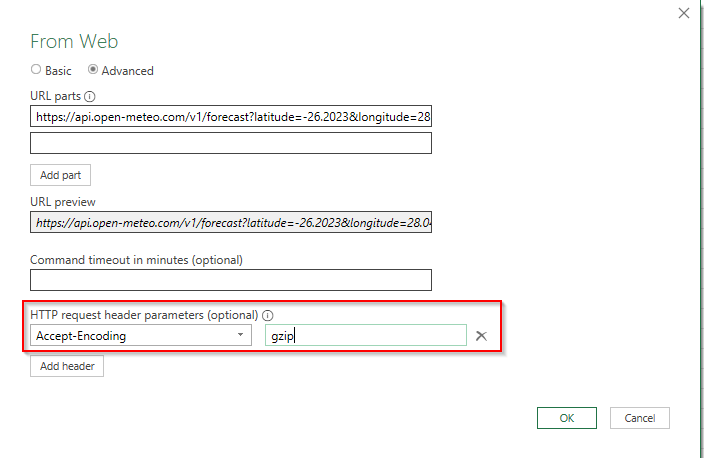 From Web
Basic Advanced
URL parts
https://api.open-meteo.com/v1/forecast?latitude=-26.2023&longitude=28
Add part
URL preview
https://api.open-meteo.com/v1/forecast?latitude=-26.2023&longitude=28.04
Command timeout in minutes (optional)
HTTP request header parameters (optional)
Accept-Encoding gzip
Add header
OK Cancel